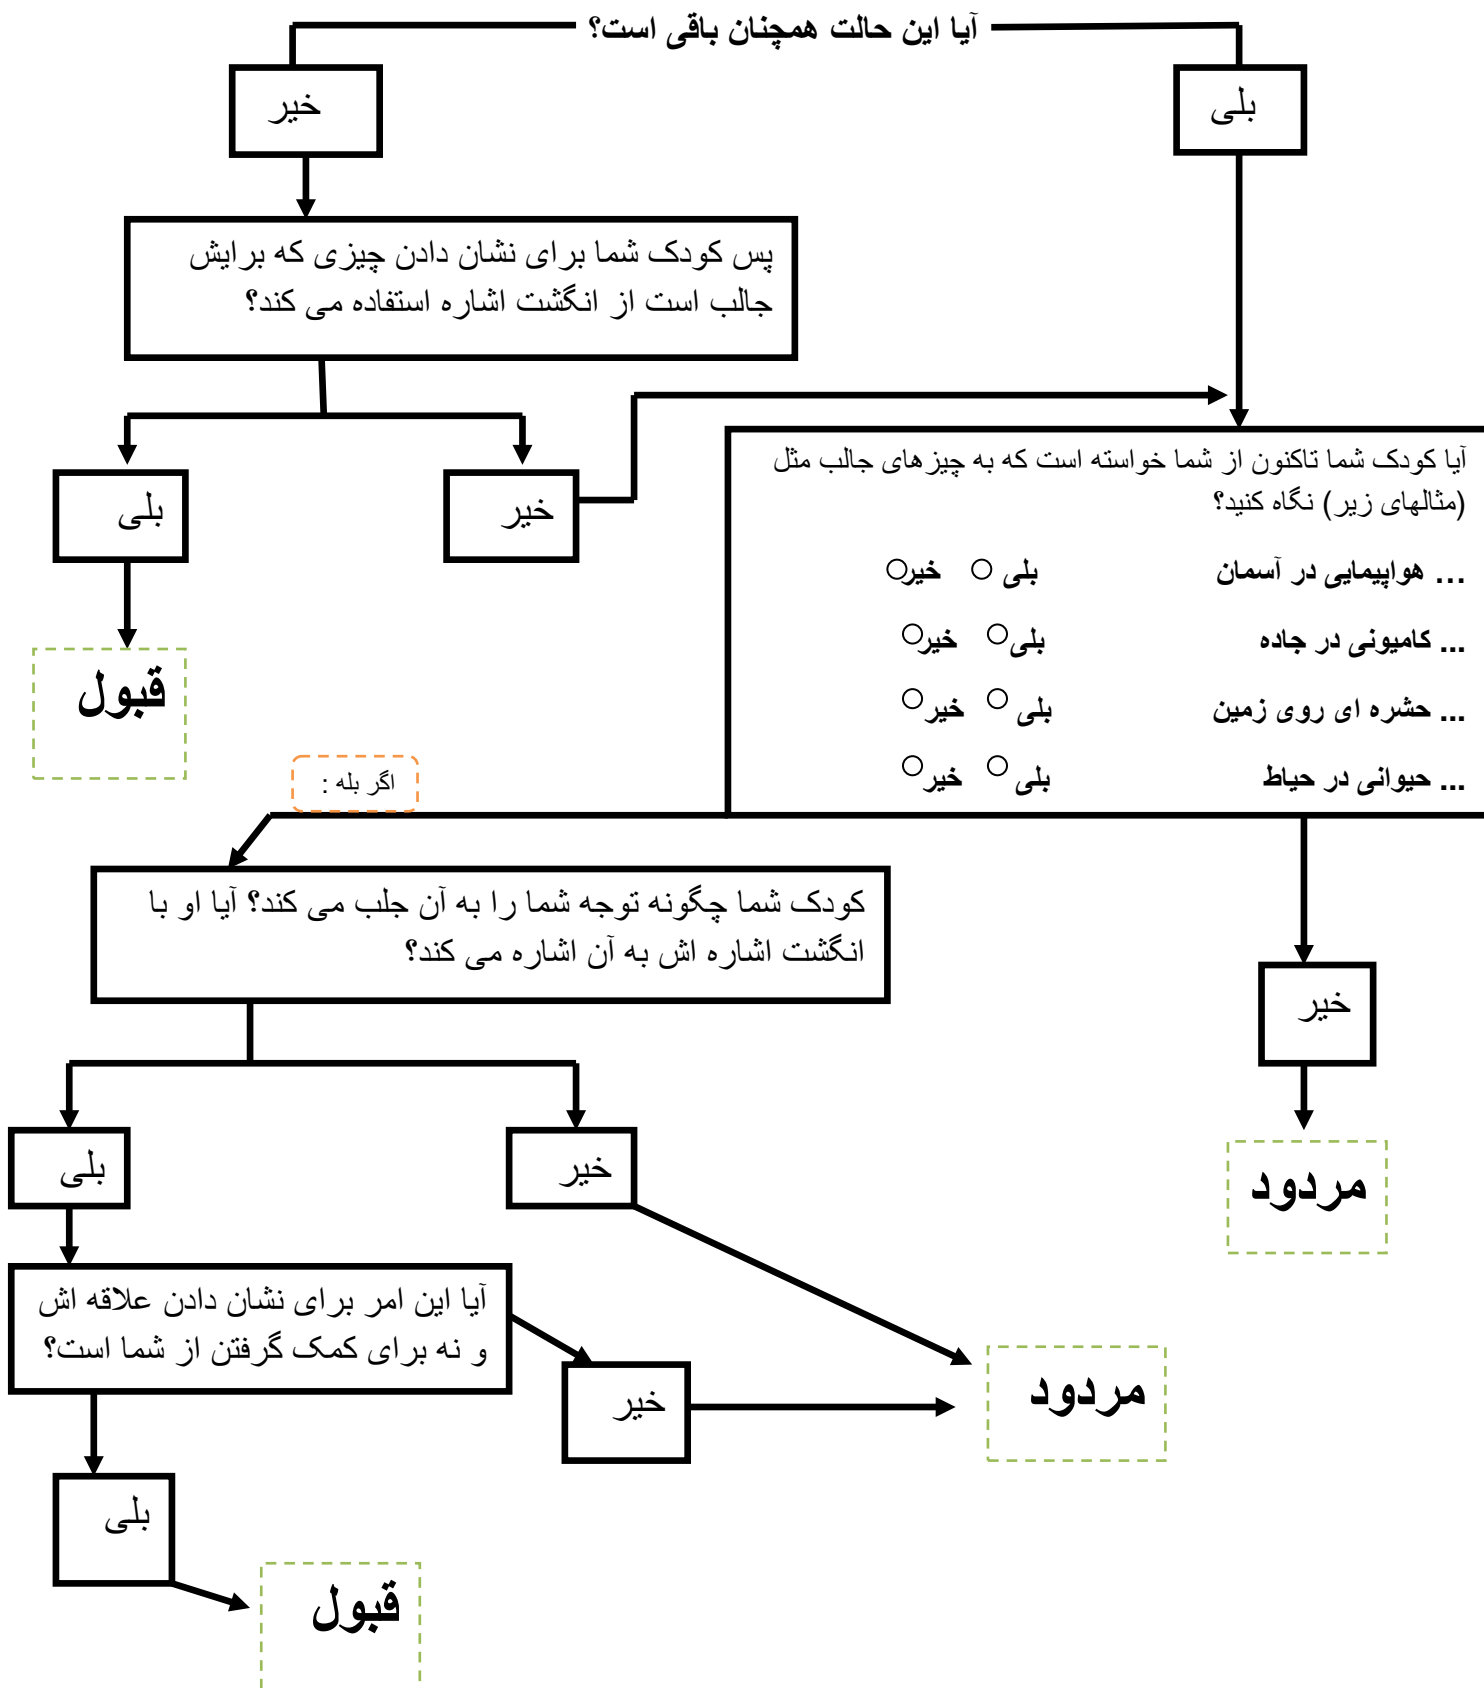 آیا این حالت همچنان باقی است؟
بلی
خیر
پس کودک شما برای نشان دادن چیزی که برایش
جالب است از انگشت اشاره استفاده می کند؟
خیر
بلی
قبول
آیا کودک شما تاکنون از شما خواسته است که به چیزهای جالب مثل
(مثالهای زیر) نگاه کنید؟
... هواپیمایی در آسمان بلی خیر
... کامیونی در جاده بلی خیر
... حشره ای روی زمین بلی خیر
... حیوانی در حیاط بلی خیر
اگر بله :
کودک شما چگونه توجه شما را به آن جلب می کند؟ آیا او با
انگشت اشاره اش به آن اشاره می کند؟
خیر
مردود
خیر
بلی
آیا این امر برای نشان دادن علاقه اش
و نه برای کمک گرفتن از شما است؟
خیر
مردود
بلی
قبول